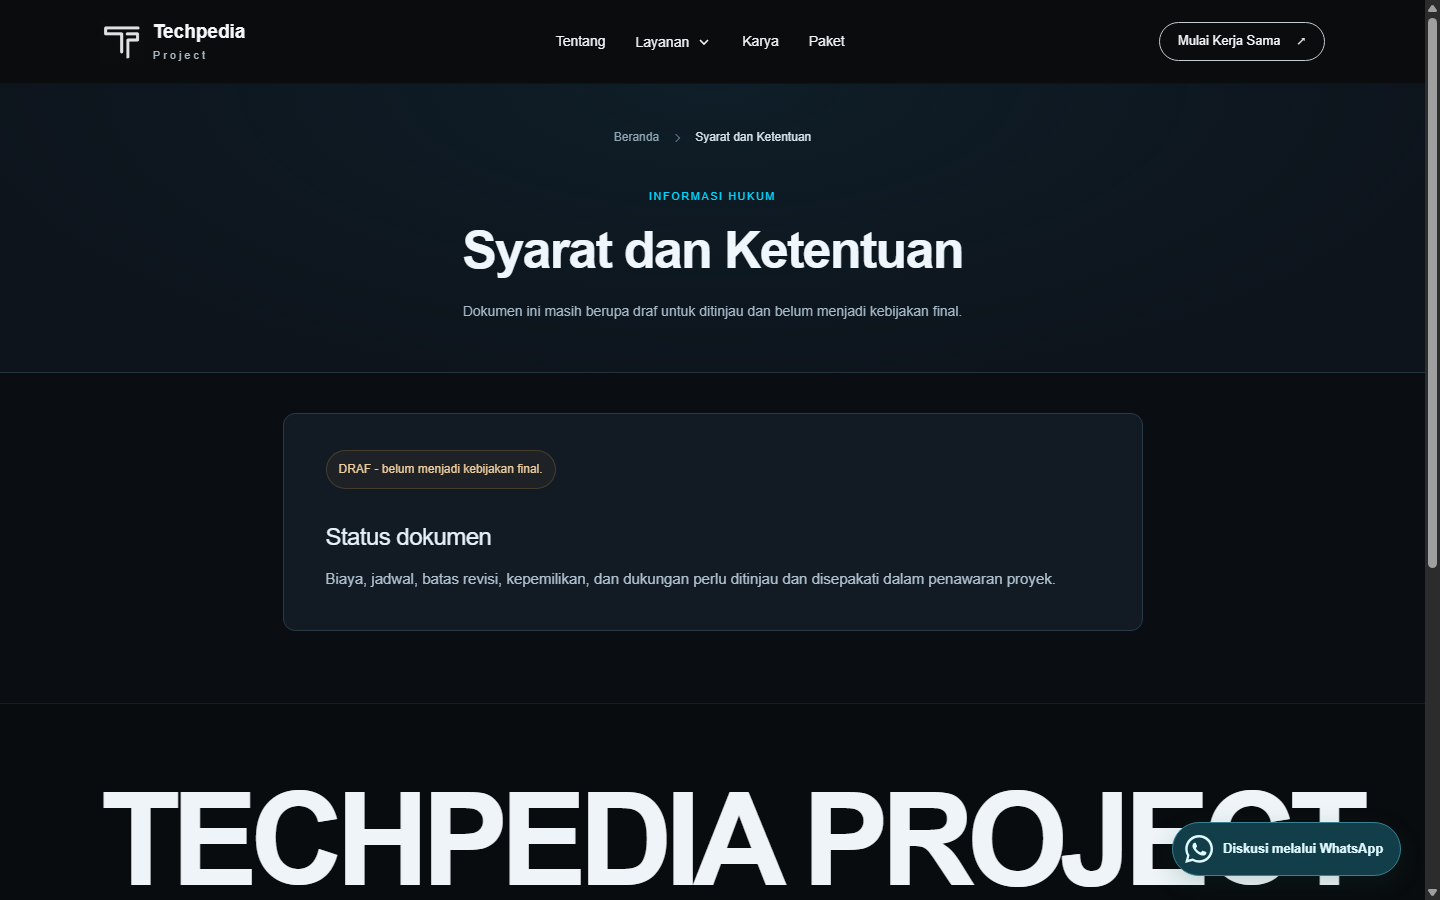 Techpedia
Project
Tentang
Layanan
Karya
Paket
Mulai Kerja Sama
Beranda
Syarat dan Ketentuan
INFORMASI HUKUM
Syarat dan Ketentuan
Dokumen ini masih berupa draf untuk ditinjau dan belum menjadi kebijakan final.
DRAF - belum menjadi kebijakan final.
Status dokumen
Biaya, jadwal, batas revisi, kepemilikan, dan dukungan perlu ditinjau dan disepakati dalam penawaran proyek.
TECHPEDIA PROJECT
Diskusi melalui WhatsApp